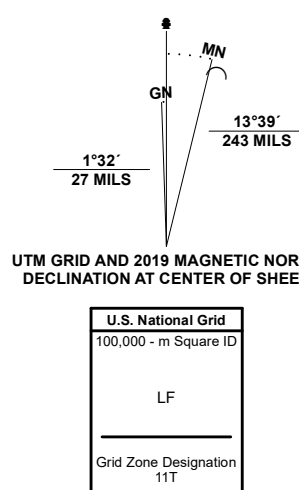 MN
GN
13°39´
243 MILS
1°32´
27 MILS
UTM GRID AND 2019 MAGNETIC NOR
DECLINATION AT CENTER OF SHEE
U.S. National Grid
100,000 - m Square ID
LF
Grid Zone Designation
11T